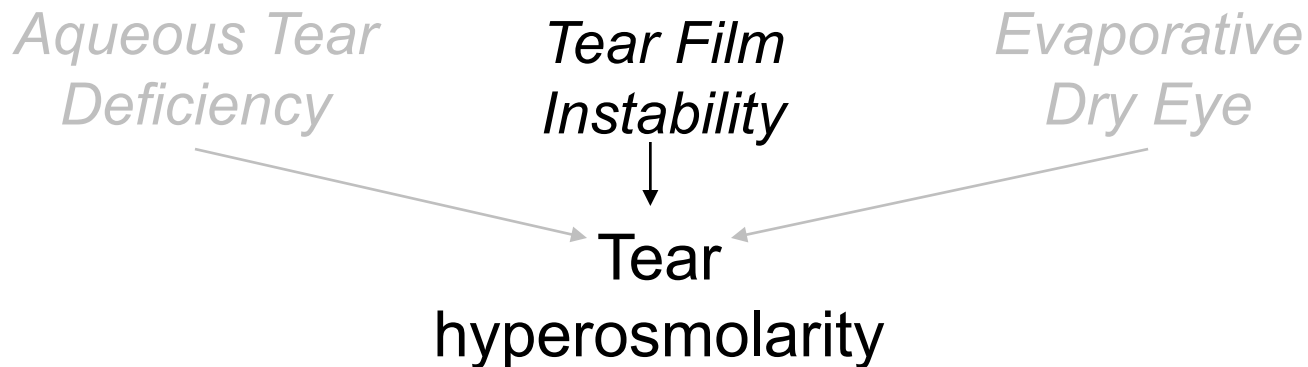 Aqueous Tear
Deficiency
Tear Film
Instability
Evaporative
Dry Eye
Tear
hyperosmolarity